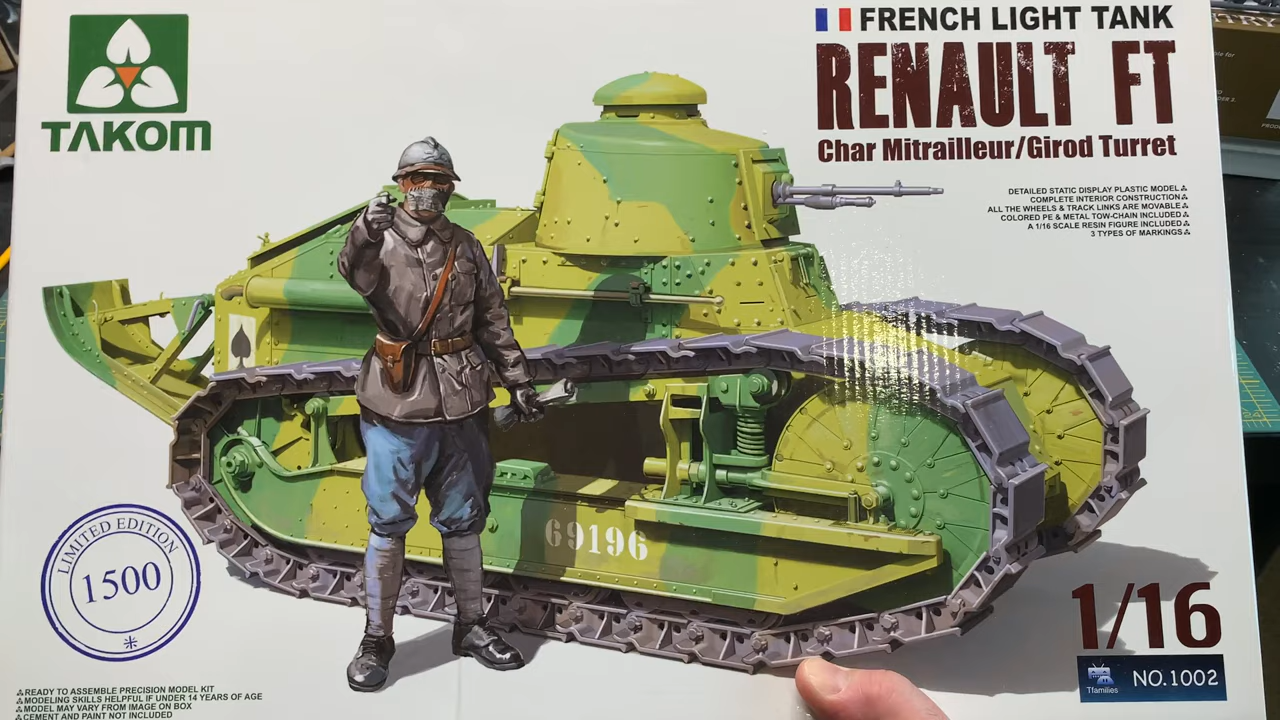 FRENCH LIGHT TANK
RENAULT FT
Char Mitrailleur/Girod Turret
TAKOM
DETAILED STATIC DISPLAY PLASTIC MODEL
COMPLETE INTERIOR CONSTRUCTION
ALL THE WHEELS & TRACK LINKS ARE MOVABLE
COLORED PE & METAL TOW-CHAIN INCLUDED
A 1/16 SCALE RESIN FIGURE INCLUDED
3 TYPES OF MARKINGS
69196
LIMITED EDITION
1500
1/16
Tfamilies
NO.1002
READY TO ASSEMBLE PRECISION MODEL KIT
MODELING SKILLS HELPFUL IF UNDER 14 YEARS OF AGE
MODEL MAY VARY FROM IMAGE ON BOX
CEMENT AND PAINT NOT INCLUDED